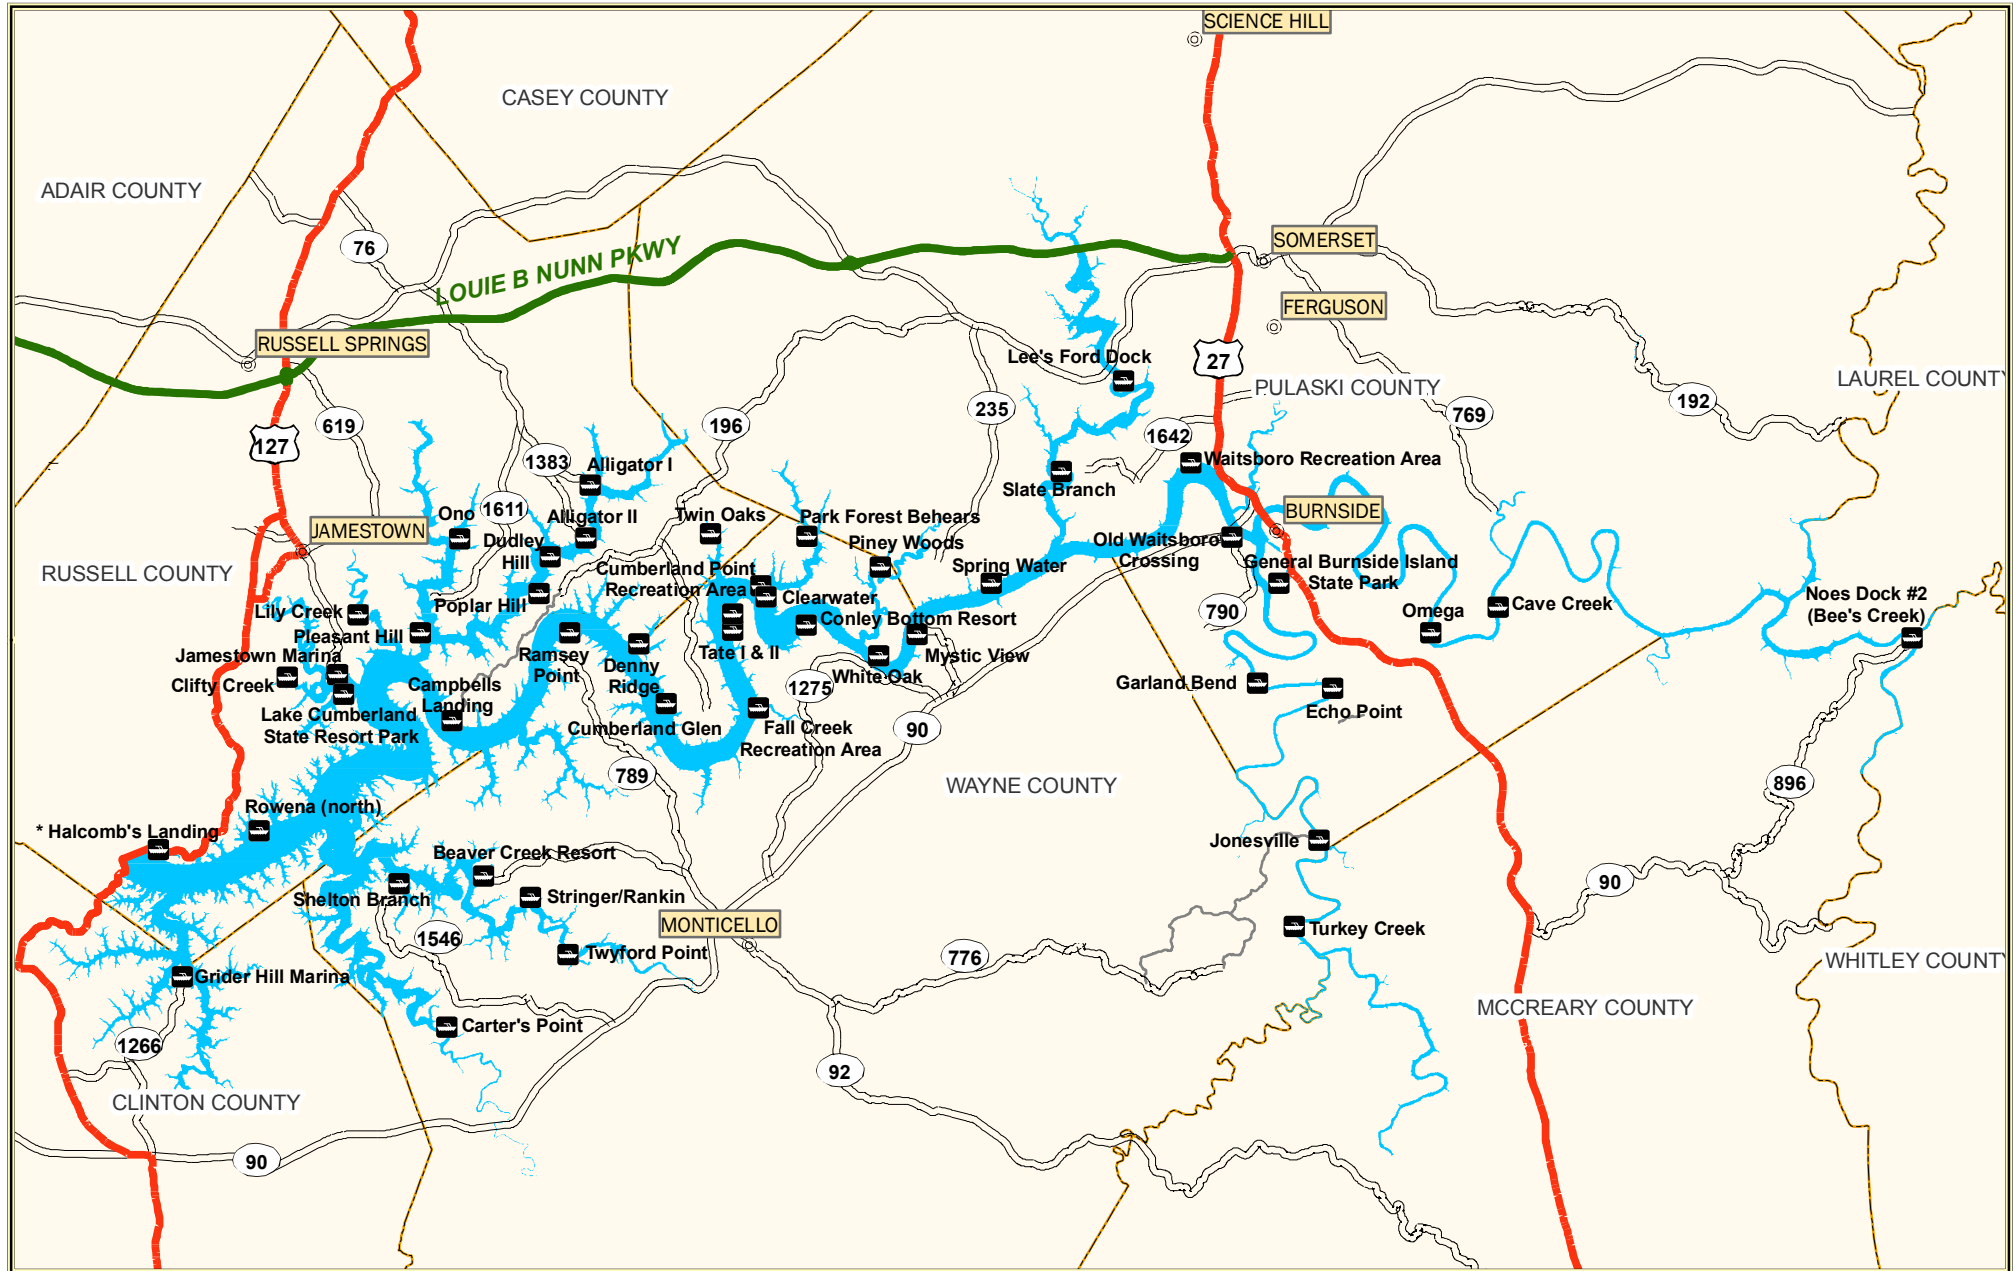 SCIENCE HILL
CASEY COUNTY
ADAIR COUNTY
76
LOUIE B NUNN PKWY
SOMERSET
FERGUSON
RUSSELL SPRINGS
Lee's Ford Dock
27
PULASKI COUNTY
LAUREL COUNTY
192
769
235
196
619
127
1642
1383
Alligator I
Waitsboro Recreation Area
Slate Branch
1611
Ono
Alligator II
Twin Oaks
Park Forest Behears
BURNSIDE
JAMESTOWN
Dudley
Hill
Piney Woods
Old Waitsboro
Crossing
Cumberland Point
Recreation Area
Spring Water
General Burnside Island
State Park
RUSSELL COUNTY
Poplar Hill
Clearwater
790
Omega
Cave Creek
Noes Dock #2
(Bee's Creek)
Lily Creek
Pleasant Hill
Conley Bottom Resort
Jamestown Marina
Clifty Creek
Ramsey
Point
Denny
Ridge
Tate I & II
Mystic View
White Oak
1275
Garland Bend
Echo Point
Campbells
Landing
Lake Cumberland
State Resort Park
Cumberland Glen
Fall Creek
Recreation Area
90
789
WAYNE COUNTY
896
Rowena (north)
* Halcomb's Landing
Jonesville
Beaver Creek Resort
Shelton Branch
Stringer/Rankin
90
MONTICELLO
1546
Twyford Point
776
Turkey Creek
WHITLEY COUNTY
Grider Hill Marina
MCCREARY COUNTY
Carter's Point
1266
92
CLINTON COUNTY
90